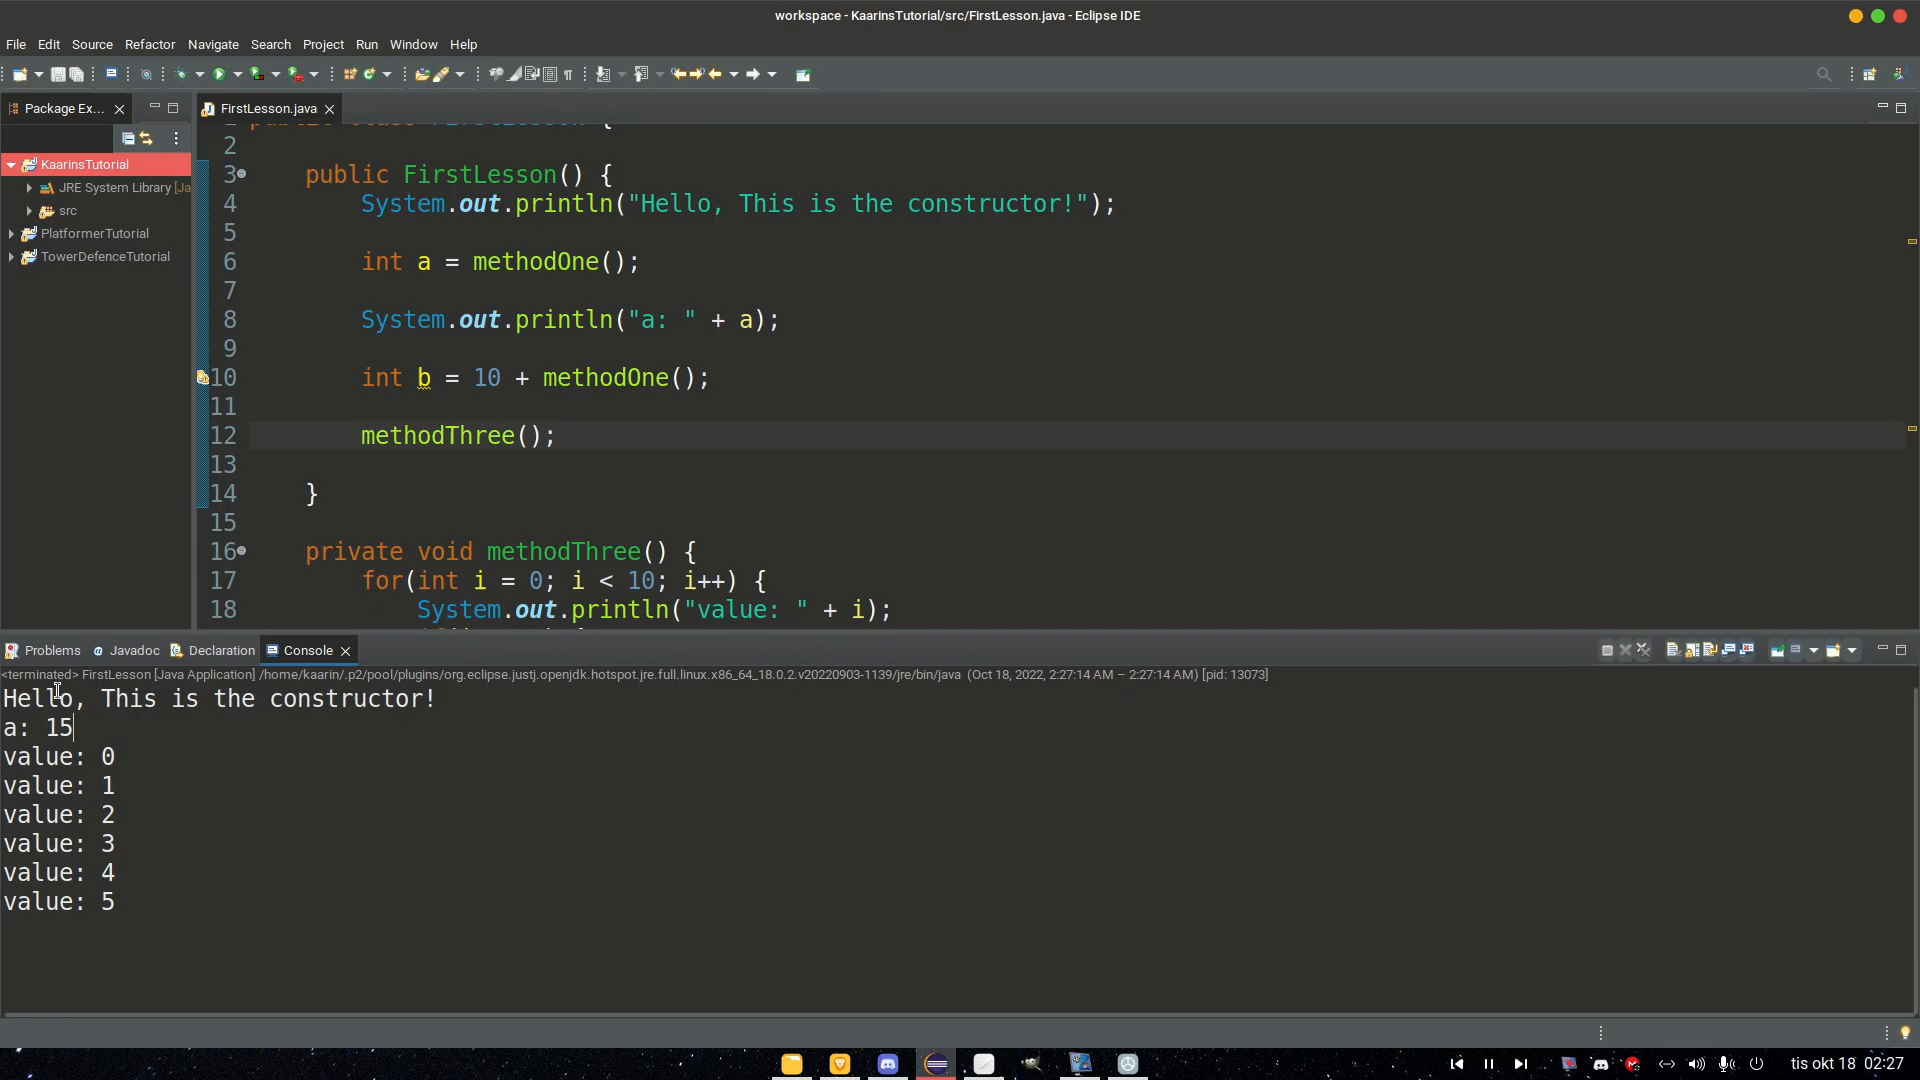 workspace - KaarinsTutorial/src/FirstLesson.java - Eclipse IDE
File Edit Source Refactor Navigate Search Project Run Window Help
Package Ex...
FirstLesson.java
KaarinsTutorial
JRE System Library [Ja
src
PlatformerTutorial
TowerDefenceTutorial
2
3 public FirstLesson() {
4 System.out.println("Hello, This is the constructor!");
5
6 int a = methodOne();
7
8 System.out.println("a: " + a);
9
10 int b = 10 + methodOne();
11
12 methodThree();
13
14 }
15
16 private void methodThree() {
17 for(int i = 0; i < 10; i++) {
18 System.out.println("value: " + i);
Problems Javadoc Declaration Console
<terminated> FirstLesson [Java Application] /home/kaarin/.p2/pool/plugins/org.eclipse.justj.openjdk.hotspot.jre.full.linux.x86_64_18.0.2.v20220903-1139/jre/bin/java (Oct 18, 2022, 2:27:14 AM – 2:27:14 AM) [pid: 13073]
Hello, This is the constructor!
a: 15
value: 0
value: 1
value: 2
value: 3
value: 4
value: 5
tis okt 18 02:27